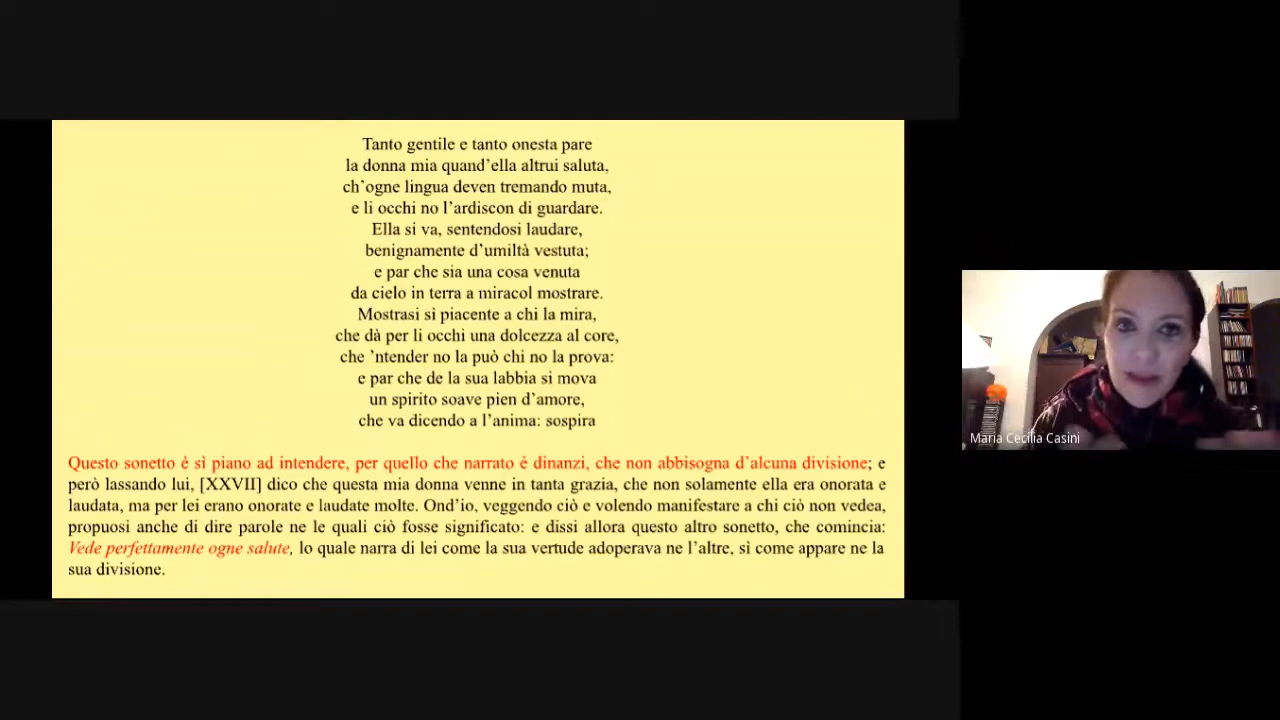 Tanto gentile e tanto onesta pare
la donna mia quand’ella altrui saluta,
ch’ogne lingua deven tremando muta,
e li occhi no l’ardiscon di guardare.
Ella si va, sentendosi laudare,
benignamente d’umiltà vestuta;
e par che sia una cosa venuta
da cielo in terra a miracol mostrare.
Mostrasi sì piacente a chi la mira,
che dà per li occhi una dolcezza al core,
che ’ntender no la può chi no la prova:
e par che de la sua labbia si mova
un spirito soave pien d’amore,
che va dicendo a l’anima: sospira
Questo sonetto è sì piano ad intendere, per quello che narrato è dinanzi, che non abbisogna d’alcuna divisione; e
però lassando lui, [XXVII] dico che questa mia donna venne in tanta grazia, che non solamente ella era onorata e
laudata, ma per lei erano onorate e laudate molte. Ond’io, veggendo ciò e volendo manifestare a chi ciò non vedea,
propuosi anche di dire parole ne le quali ciò fosse significato: e dissi allora questo altro sonetto, che comincia:
Vede perfettamente ogne salute, lo quale narra di lei come la sua vertude adoperava ne l’altre, sì come appare ne la
sua divisione.
Maria Cecilia Casini